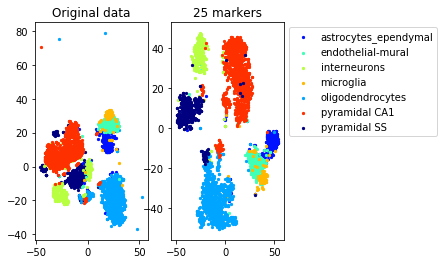 Original data
25 markers
80
60
40
20
0
−20
−40
−50
0
50
40
20
0
−20
−40
−50
0
50
astrocytes_ependymal
endothelial-mural
interneurons
microglia
oligodendrocytes
pyramidal CA1
pyramidal SS